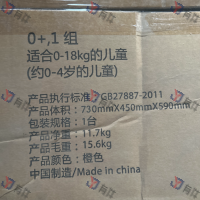 0+,1 组
适合0-18kg的儿童
(约0-4岁的儿童)
产品执行标准: GB27887-2011
产品体积: 730mmX450mmX590mm
包装规格: 1台
产品净重: 11.7kg
产品毛重: 15.6kg
产品颜色: 橙色
中国制造/Made in china